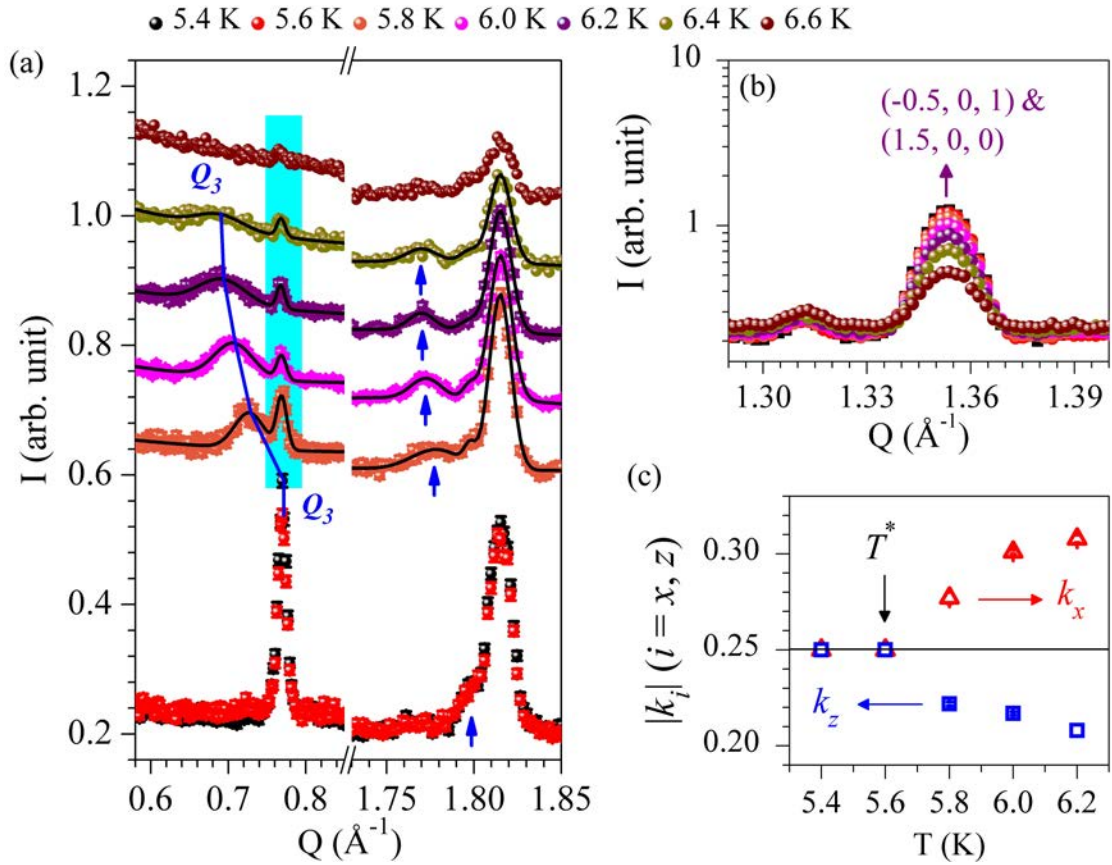 5.4 K 5.6 K 5.8 K 6.0 K 6.2 K 6.4 K 6.6 K
(a)
1.2
1.0
0.8
0.6
0.4
0.2
I (arb. unit)
Q3
Q3
0.6 0.7 0.8 1.75 1.80 1.85
Q (Å-1)
(b)
10
1
I (arb. unit)
(-0.5, 0, 1) &
(1.5, 0, 0)
1.30 1.33 1.36 1.39
Q (Å-1)
(c)
0.30
0.25
0.20
|ki| (i = x, z)
T*
kx
kz
5.4 5.6 5.8 6.0 6.2
T (K)